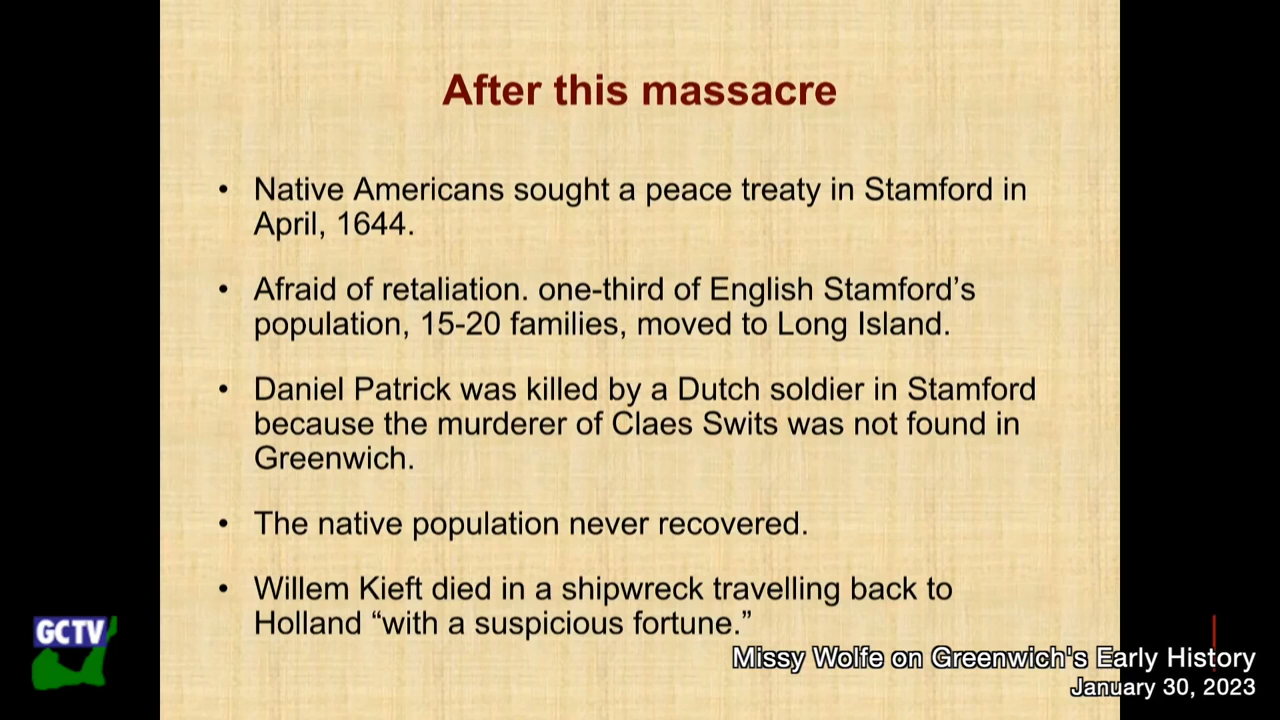 After this massacre
• Native Americans sought a peace treaty in Stamford in
April, 1644.
• Afraid of retaliation. one-third of English Stamford’s
population, 15-20 families, moved to Long Island.
• Daniel Patrick was killed by a Dutch soldier in Stamford
because the murderer of Claes Swits was not found in
Greenwich.
• The native population never recovered.
• Willem Kieft died in a shipwreck travelling back to
Holland “with a suspicious fortune.”
GCTV
Missy Wolfe on Greenwich's Early History
January 30, 2023